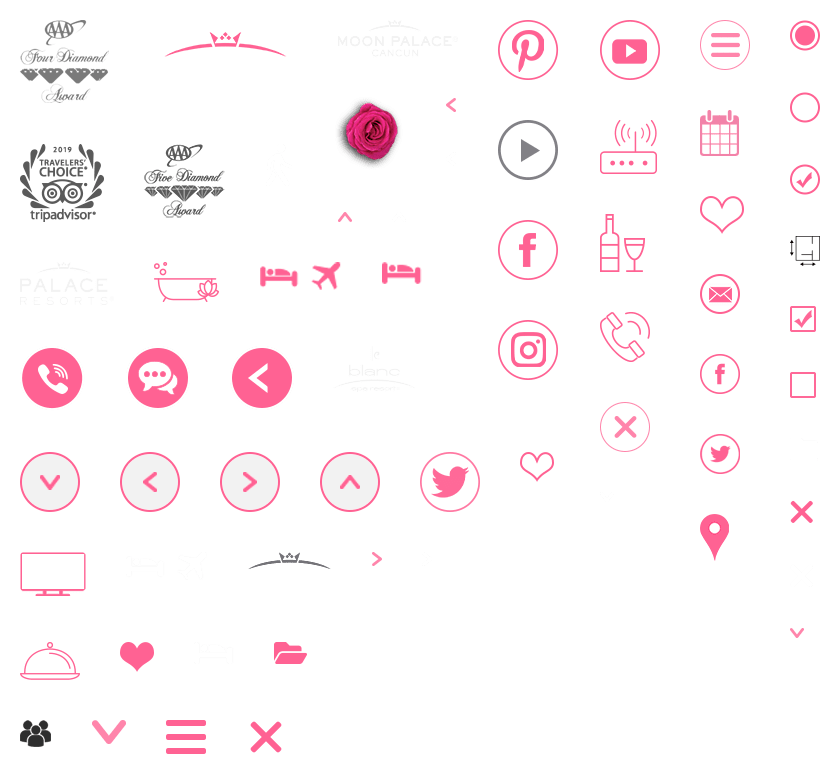 AAA
Four Diamond
Award
MOON PALACE
CANCUN
2019
TRAVELERS'
CHOICE®
tripadvisor®
AAA
Five Diamond
Award
PALACE
RESORTS®
blanc